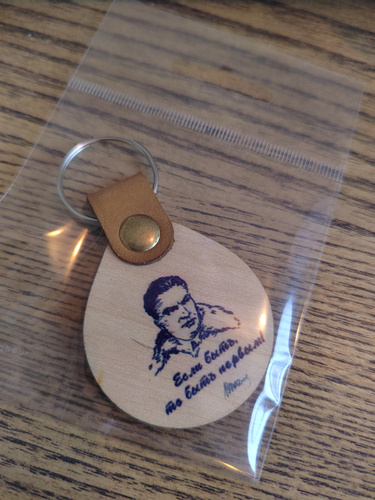 Если быть,
то быть первым!